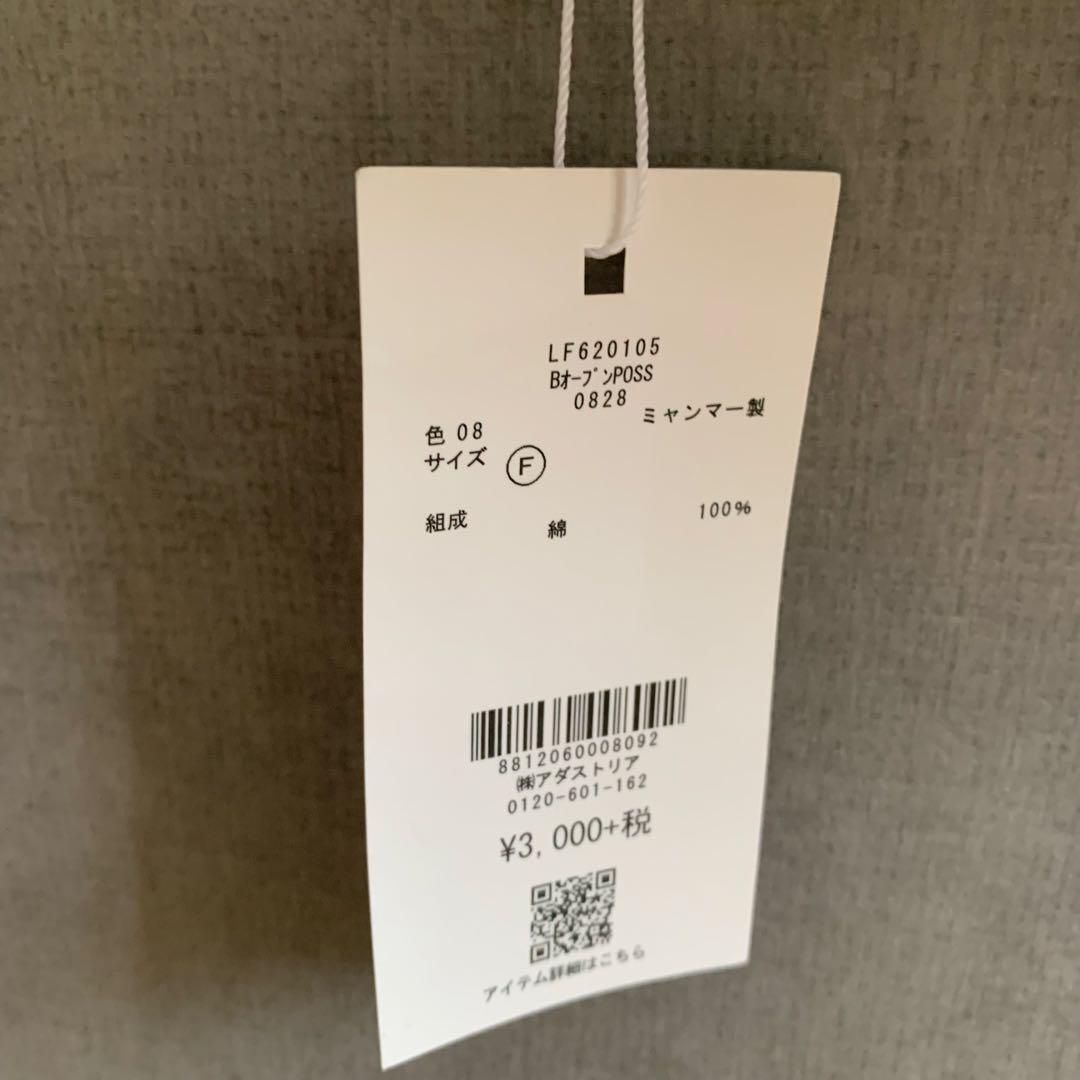 LF620105
BｵｰﾌﾟﾝPOSS
0828
ミャンマー製
色 08
サイズ Ⓕ
組成 綿 100%
8812060008092
㈱アダストリア
0120-601-162
¥3,000+税
アイテム詳細はこちら